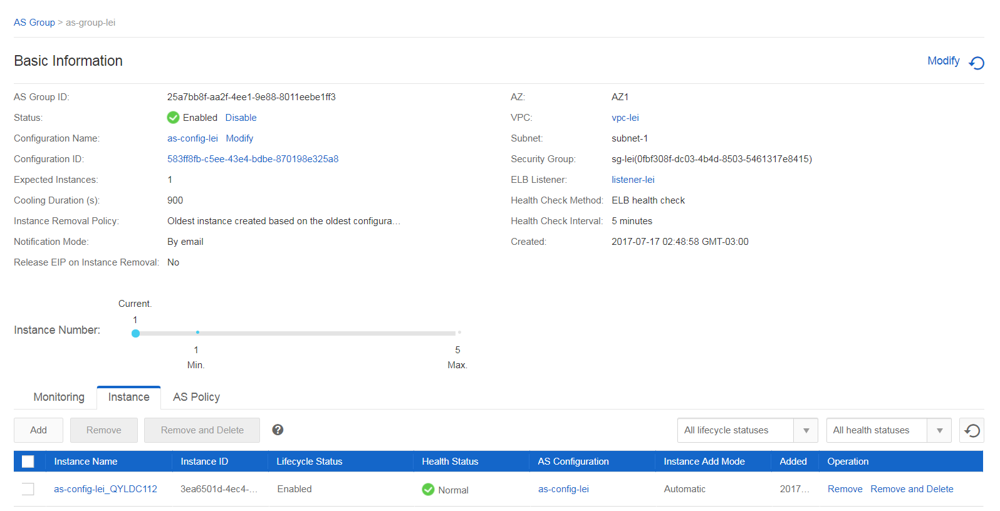 AS Group > as-group-lei
Basic Information
Modify
AS Group ID: 25a7bb8f-aa2f-4ee1-9e88-8011eebe1ff3
AZ: AZ1
Status: Enabled Disable
VPC: vpc-lei
Configuration Name: as-config-lei Modify
Subnet: subnet-1
Configuration ID: 583ff8fb-c5ee-43e4-bdbe-870198e325a8
Security Group: sg-lei(0fbf308f-dc03-4b4d-8503-5461317e8415)
Expected Instances: 1
ELB Listener: listener-lei
Cooling Duration (s): 900
Health Check Method: ELB health check
Instance Removal Policy: Oldest instance created based on the oldest configura...
Health Check Interval: 5 minutes
Notification Mode: By email
Created: 2017-07-17 02:48:58 GMT-03:00
Release EIP on Instance Removal: No
Current.
1
Instance Number:
1 5
Min. Max.
Monitoring Instance AS Policy
Add Remove Remove and Delete ? All lifecycle statuses All health statuses
Instance Name Instance ID Lifecycle Status Health Status AS Configuration Instance Add Mode Added Operation
as-config-lei_QYLDC112 3ea6501d-4ec4-... Enabled Normal as-config-lei Automatic 2017... Remove Remove and Delete